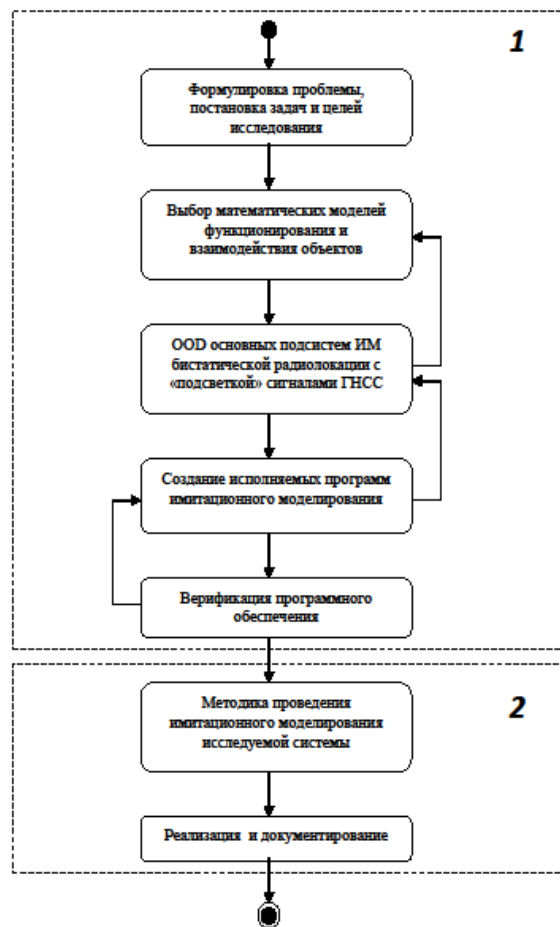 1
Формулировка проблемы,
постановка задач и целей
исследования
Выбор математических моделей
функционирования и
взаимодействия объектов
OOD основных подсистем ИМ
бистатической радиолокации с
«подсветкой» сигналами ГНСС
Создание исполняемых программ
имитационного моделирования
Верификация программного
обеспечения
2
Методика проведения
имитационного моделирования
исследуемой системы
Реализация и документирование